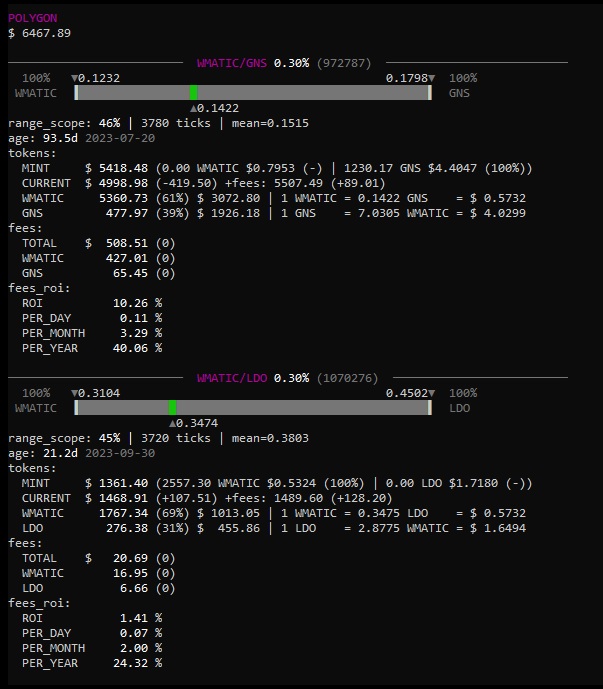 POLYGON
$ 6467.89
WMATIC/GNS 0.30% (972787)
100% ▼0.1232 0.1798▼ 100%
WMATIC GNS
▲0.1422
range_scope: 46% | 3780 ticks | mean=0.1515
age: 93.5d 2023-07-20
tokens:
MINT $ 5418.48 (0.00 WMATIC $0.7953 (-) | 1230.17 GNS $4.4047 (100%))
CURRENT $ 4998.98 (-419.50) +fees: 5507.49 (+89.01)
WMATIC 5360.73 (61%) $ 3072.80 | 1 WMATIC = 0.1422 GNS = $ 0.5732
GNS 477.97 (39%) $ 1926.18 | 1 GNS = 7.0305 WMATIC = $ 4.0299
fees:
TOTAL $ 508.51 (0)
WMATIC 427.01 (0)
GNS 65.45 (0)
fees_roi:
ROI 10.26 %
PER_DAY 0.11 %
PER_MONTH 3.29 %
PER_YEAR 40.06 %
WMATIC/LDO 0.30% (1070276)
100% ▼0.3104 0.4502▼ 100%
WMATIC LDO
▲0.3474
range_scope: 45% | 3720 ticks | mean=0.3803
age: 21.2d 2023-09-30
tokens:
MINT $ 1361.40 (2557.30 WMATIC $0.5324 (100%) | 0.00 LDO $1.7180 (-))
CURRENT $ 1468.91 (+107.51) +fees: 1489.60 (+128.20)
WMATIC 1767.34 (69%) $ 1013.05 | 1 WMATIC = 0.3475 LDO = $ 0.5732
LDO 276.38 (31%) $ 455.86 | 1 LDO = 2.8775 WMATIC = $ 1.6494
fees:
TOTAL $ 20.69 (0)
WMATIC 16.95 (0)
LDO 6.66 (0)
fees_roi:
ROI 1.41 %
PER_DAY 0.07 %
PER_MONTH 2.00 %
PER_YEAR 24.32 %